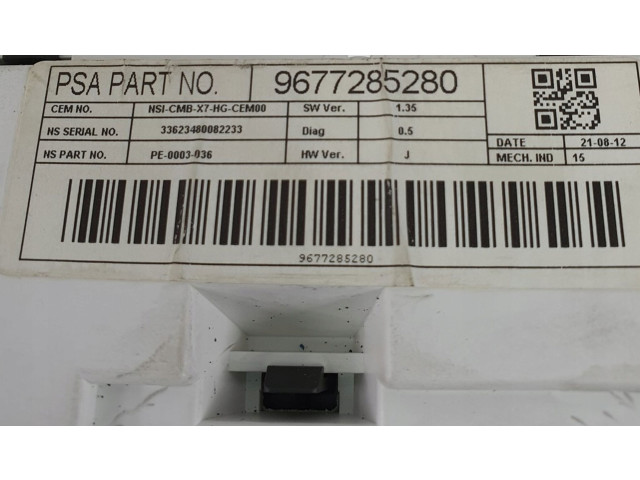 PSA PART NO. 9677285280
CEM NO. NSI-CMB-X7-HG-CEM00 SW Ver. 1.35
NS SERIAL NO. 33623480082233 Diag 0.5
NS PART NO. PE-0003-036 HW Ver. J
DATE 21-08-12
MECH. IND 15
9677285280